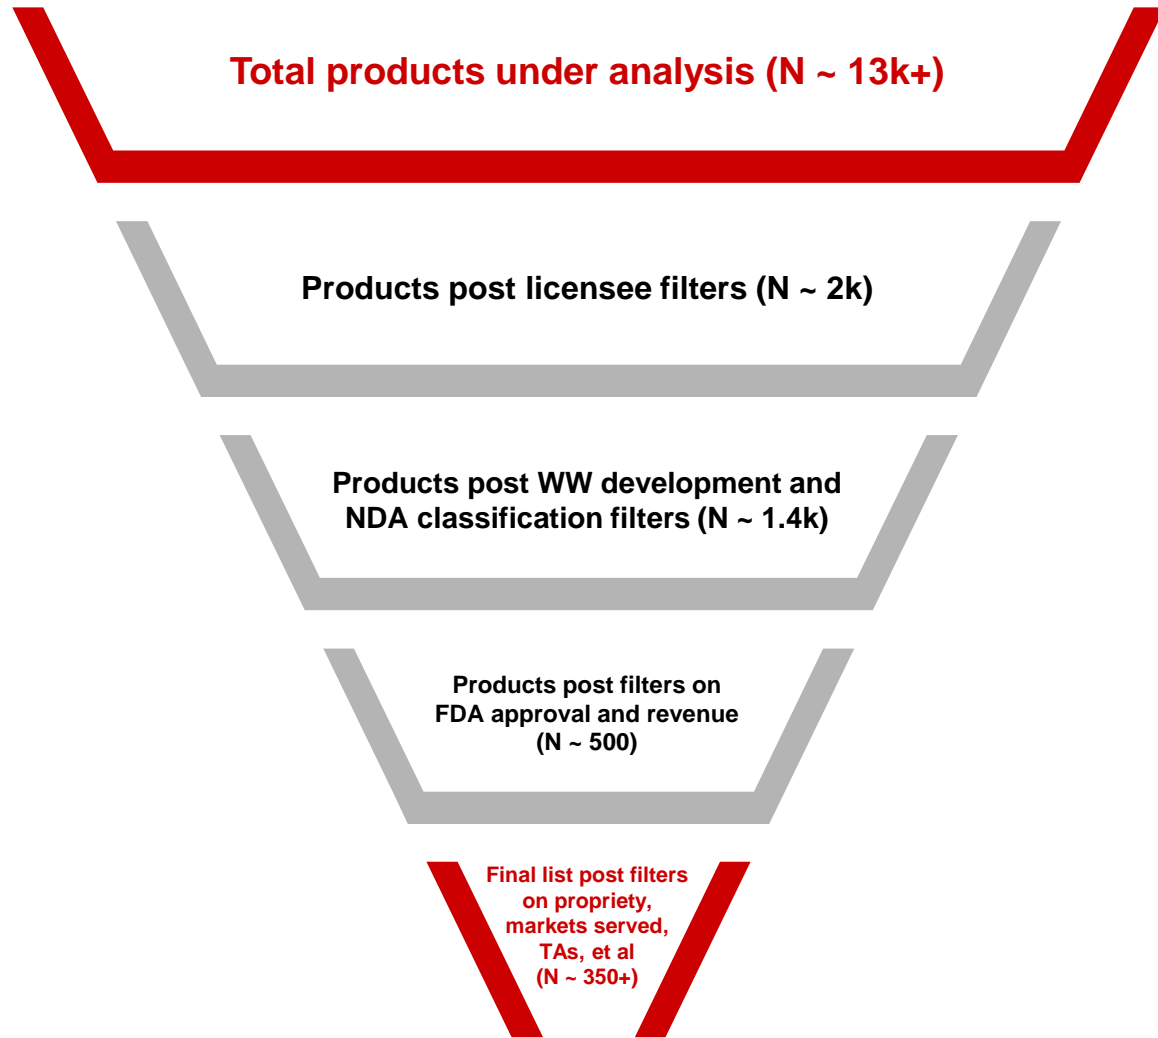 Total products under analysis (N ~ 13k+)
Products post licensee filters (N ~ 2k)
Products post WW development and
NDA classification filters (N ~ 1.4k)
Products post filters on
FDA approval and revenue
(N ~ 500)
Final list post filters
on propriety,
markets served,
TAs, et al
(N ~ 350+)